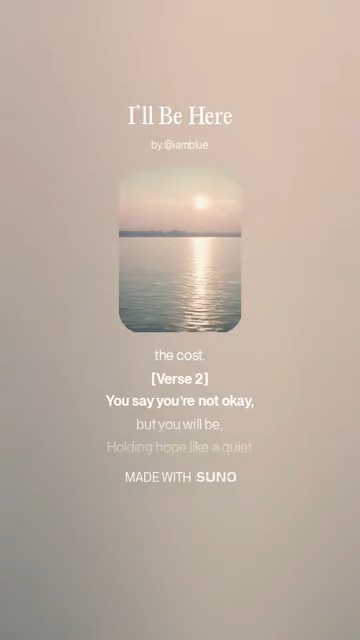 I'll Be Here
by @iamblue
the cost.
[Verse 2]
You say you're not okay,
but you will be,
Holding hope like a quiet
MADE WITH SUNO